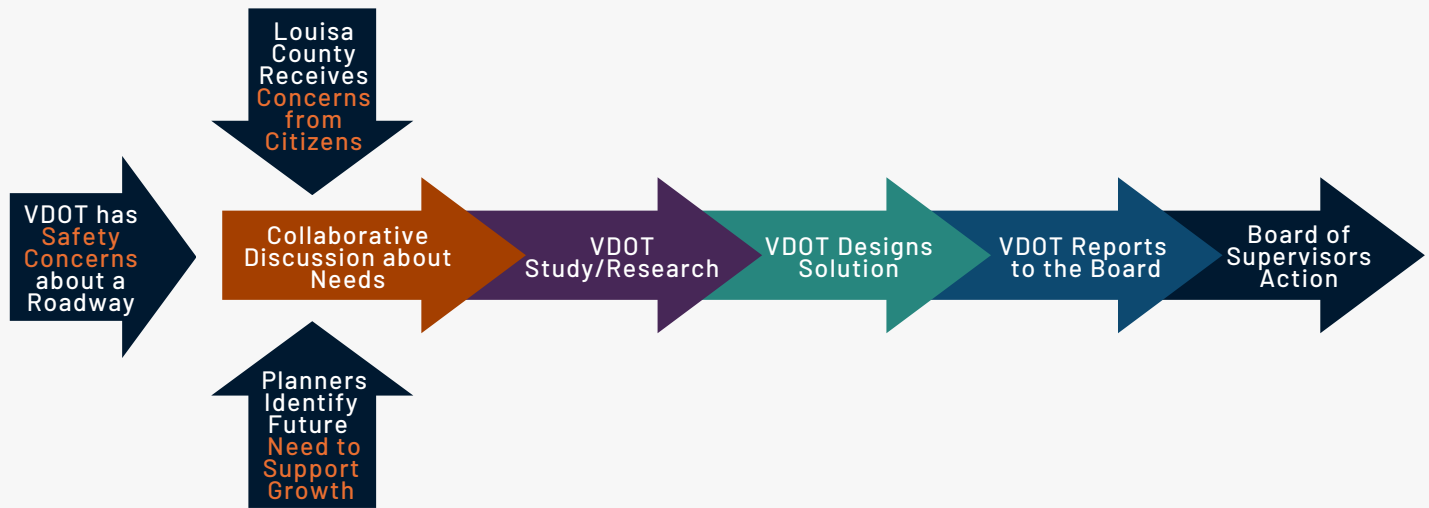 Louisa
County
Receives
Concerns
from
Citizens
VDOT has
Safety
Concerns
about a
Roadway
Collaborative
Discussion about
Needs
VDOT
Study/Research
VDOT Designs
Solution
VDOT Reports
to the Board
Board of
Supervisors
Action
Planners
Identify
Future
Need to
Support
Growth